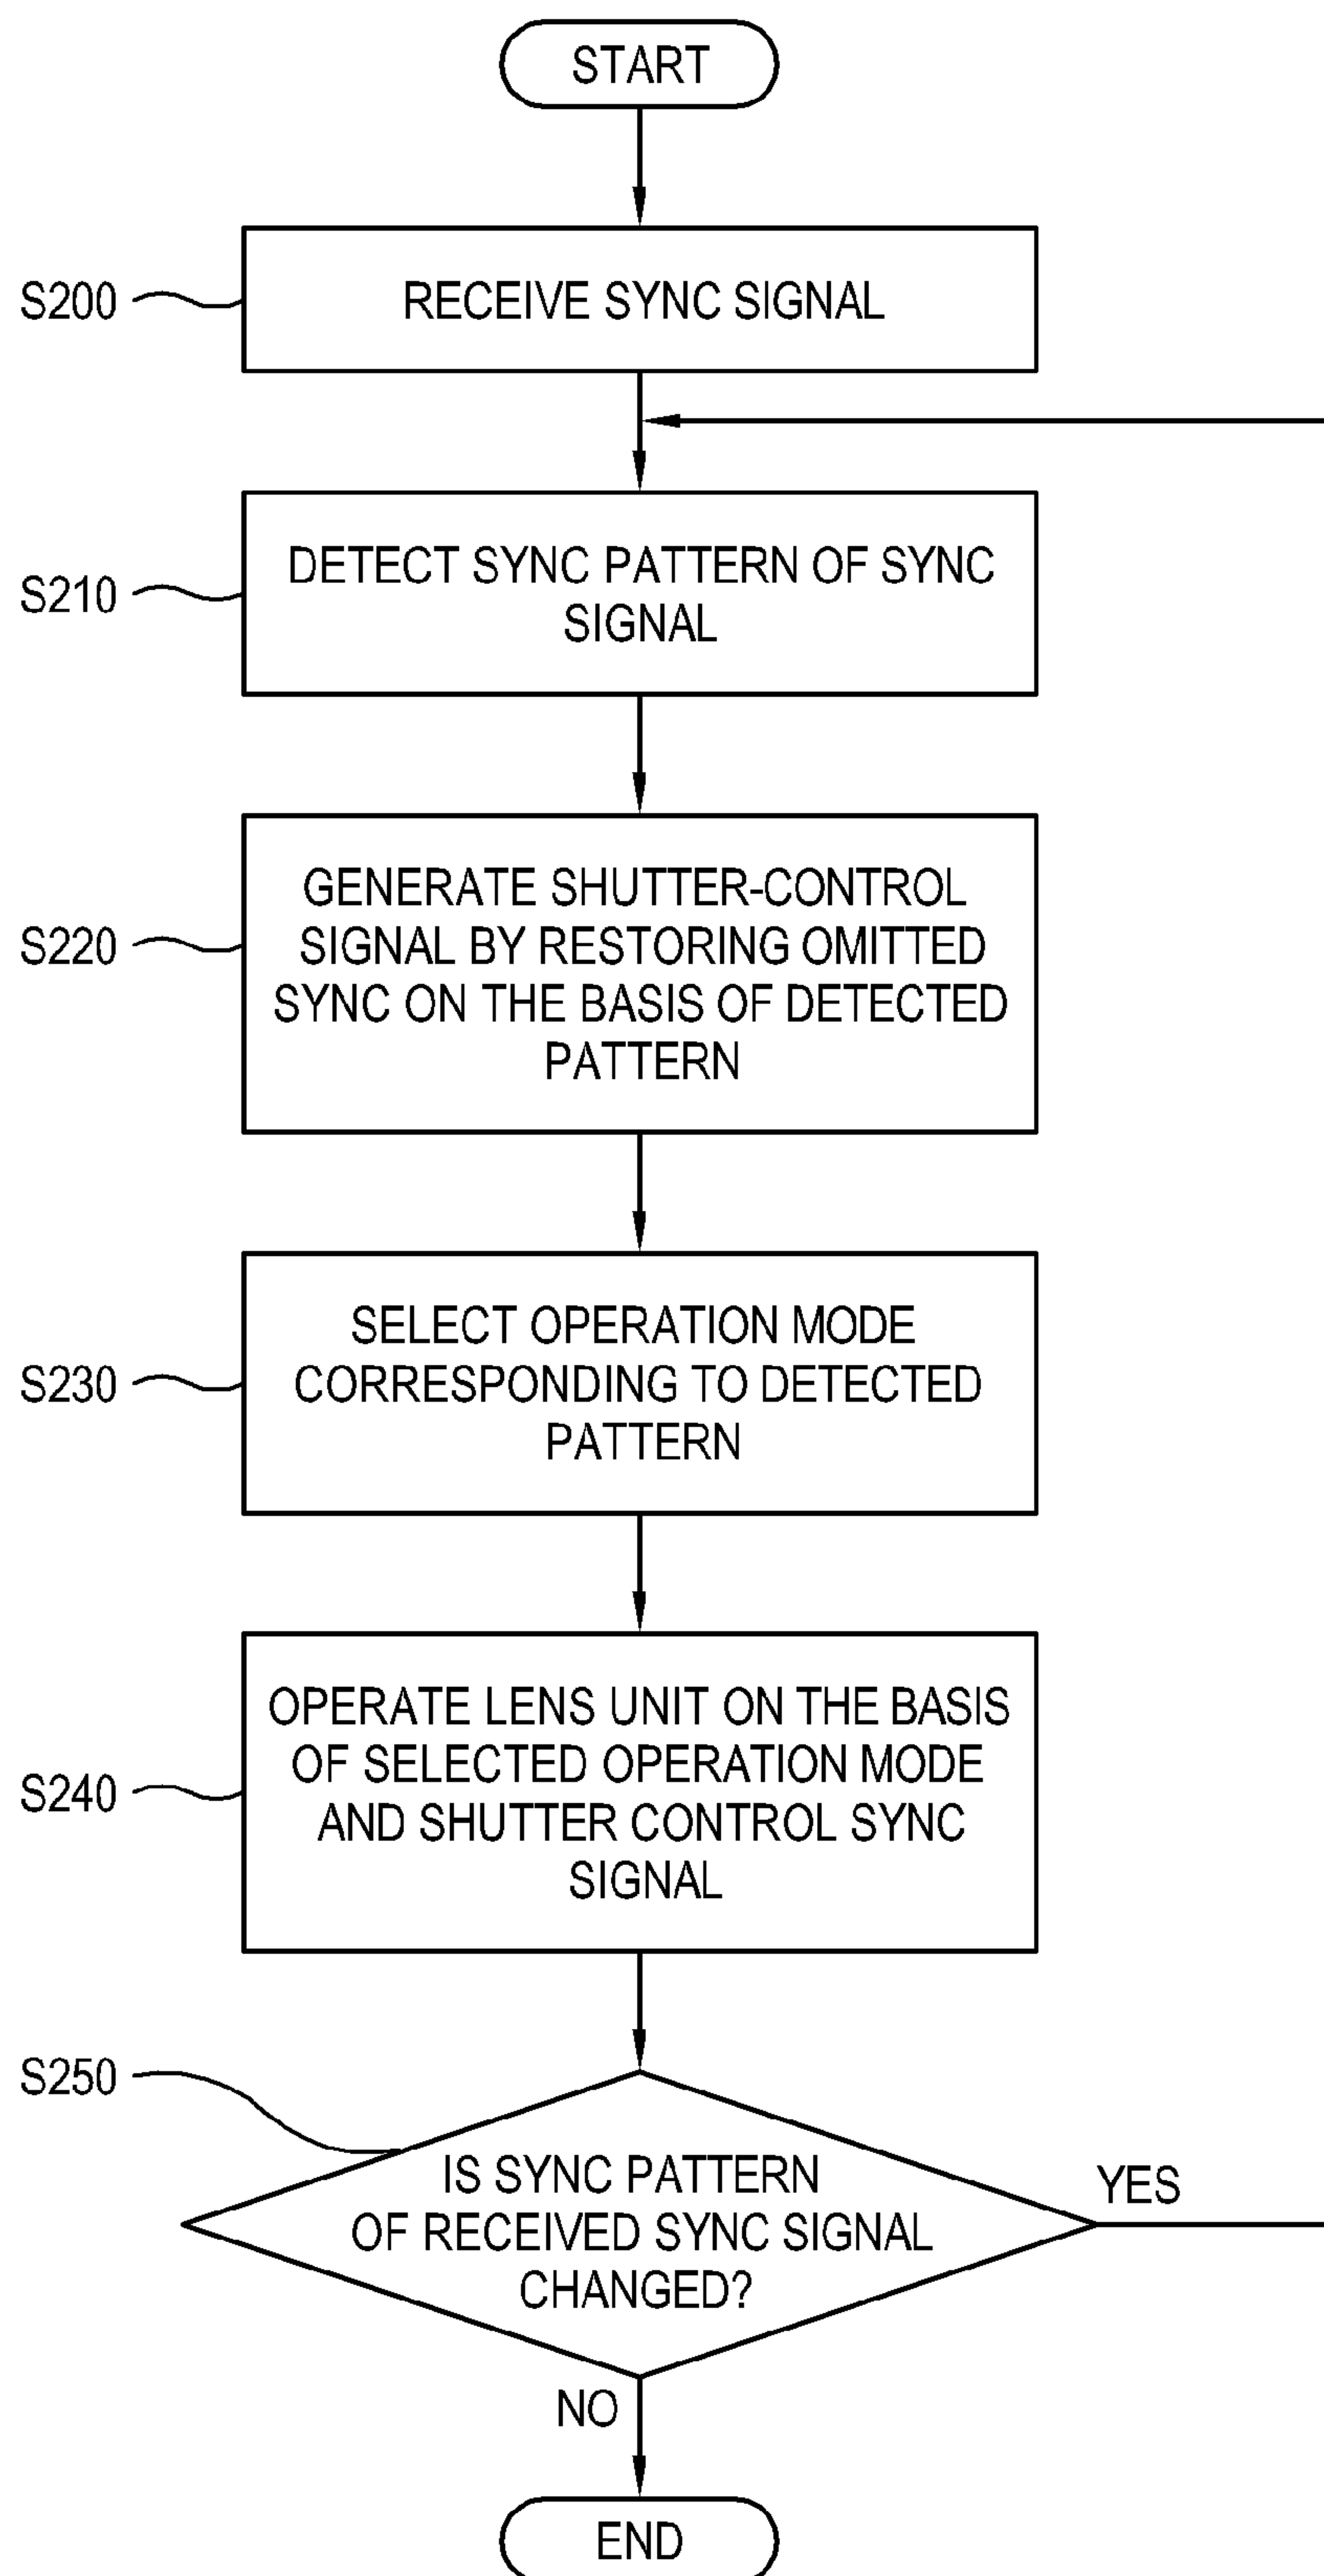 START
S200
RECEIVE SYNC SIGNAL
S210
DETECT SYNC PATTERN OF SYNC
SIGNAL
S220
GENERATE SHUTTER-CONTROL
SIGNAL BY RESTORING OMITTED
SYNC ON THE BASIS OF DETECTED
PATTERN
S230
SELECT OPERATION MODE
CORRESPONDING TO DETECTED
PATTERN
S240
OPERATE LENS UNIT ON THE BASIS
OF SELECTED OPERATION MODE
AND SHUTTER CONTROL SYNC
SIGNAL
S250
IS SYNC PATTERN
OF RECEIVED SYNC SIGNAL
CHANGED?
YES
NO
END